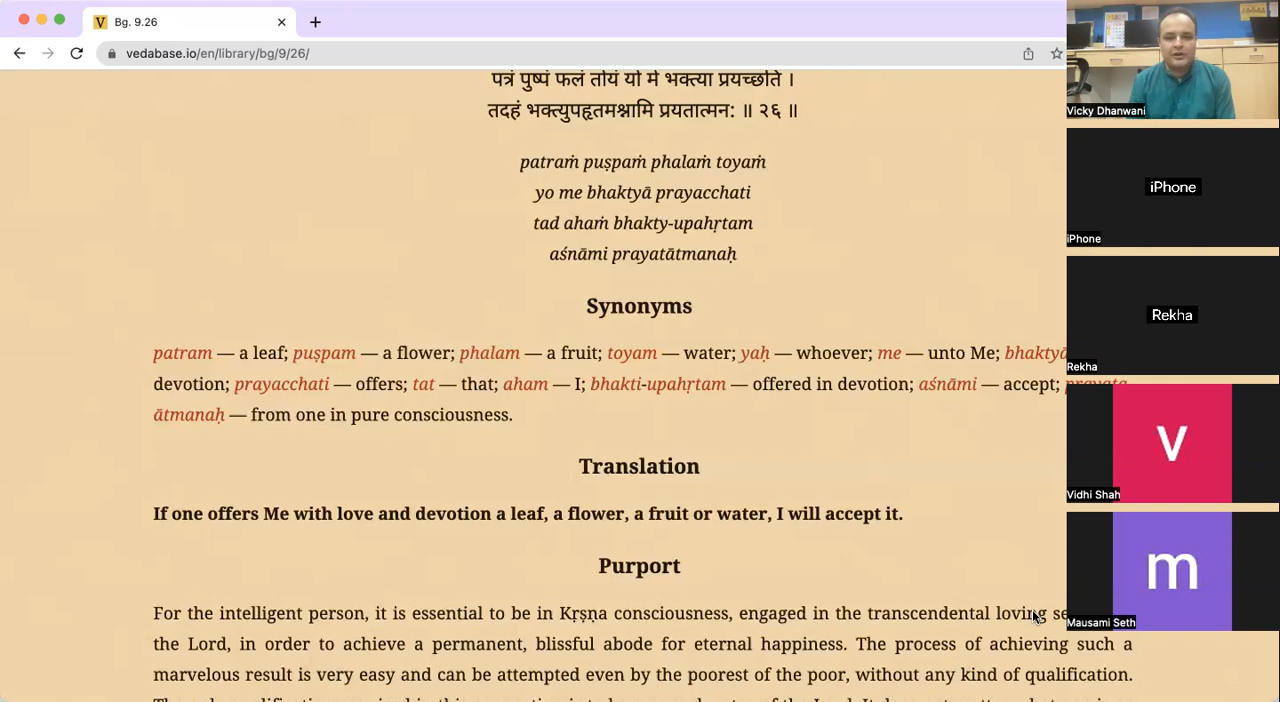 Bg. 9.26
vedabase.io/en/library/bg/9/26/
पत्रं पुष्पं फलं तोयं यो मे भक्त्या प्रयच्छति ।
तदहं भक्त्युपहृतमश्न‍ामि प्रयतात्मन: ॥ २६ ॥
patraṁ puṣpaṁ phalaṁ toyaṁ
yo me bhaktyā prayacchati
tad ahaṁ bhakty-upahṛtam
aśnāmi prayatātmanaḥ
Synonyms
patram — a leaf; puṣpam — a flower; phalam — a fruit; toyam — water; yaḥ — whoever; me — unto Me; bhaktyā
devotion; prayacchati — offers; tat — that; aham — I; bhakti-upahṛtam — offered in devotion; aśnāmi — accept; prayata-
ātmanaḥ — from one in pure consciousness.
Translation
If one offers Me with love and devotion a leaf, a flower, a fruit or water, I will accept it.
Purport
For the intelligent person, it is essential to be in Kṛṣṇa consciousness, engaged in the transcendental loving
the Lord, in order to achieve a permanent, blissful abode for eternal happiness. The process of achieving such a
marvelous result is very easy and can be attempted even by the poorest of the poor, without any kind of qualification.
Vicky Dhanwani
iPhone
iPhone
Rekha
Rekha
V
Vidhi Shah
m
Mausami Seth